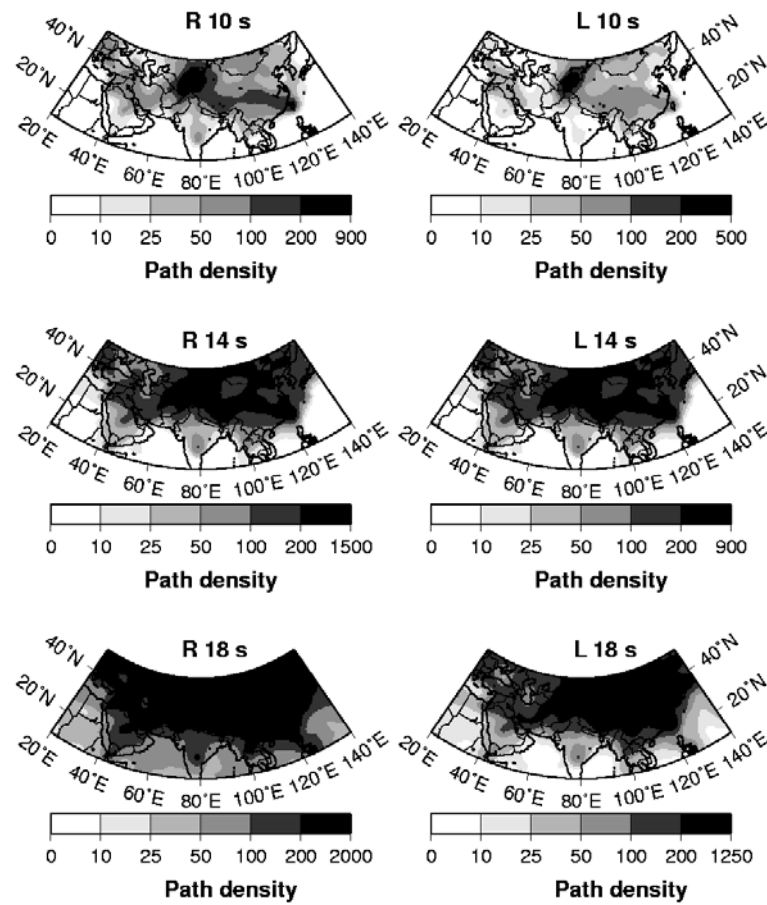 R 10 s
40°N
20°N
20°E
40°E
60°E
80°E
100°E
120°E
140°E
0 10 25 50 100 200 900
Path density
L 10 s
40°N
20°N
20°E
40°E
60°E
80°E
100°E
120°E
140°E
0 10 25 50 100 200 500
Path density
R 14 s
40°N
20°N
20°E
40°E
60°E
80°E
100°E
120°E
140°E
0 10 25 50 100 200 1500
Path density
L 14 s
40°N
20°N
20°E
40°E
60°E
80°E
100°E
120°E
140°E
0 10 25 50 100 200 900
Path density
R 18 s
40°N
20°N
20°E
40°E
60°E
80°E
100°E
120°E
140°E
0 10 25 50 100 200 2000
Path density
L 18 s
40°N
20°N
20°E
40°E
60°E
80°E
100°E
120°E
140°E
0 10 25 50 100 200 1250
Path density